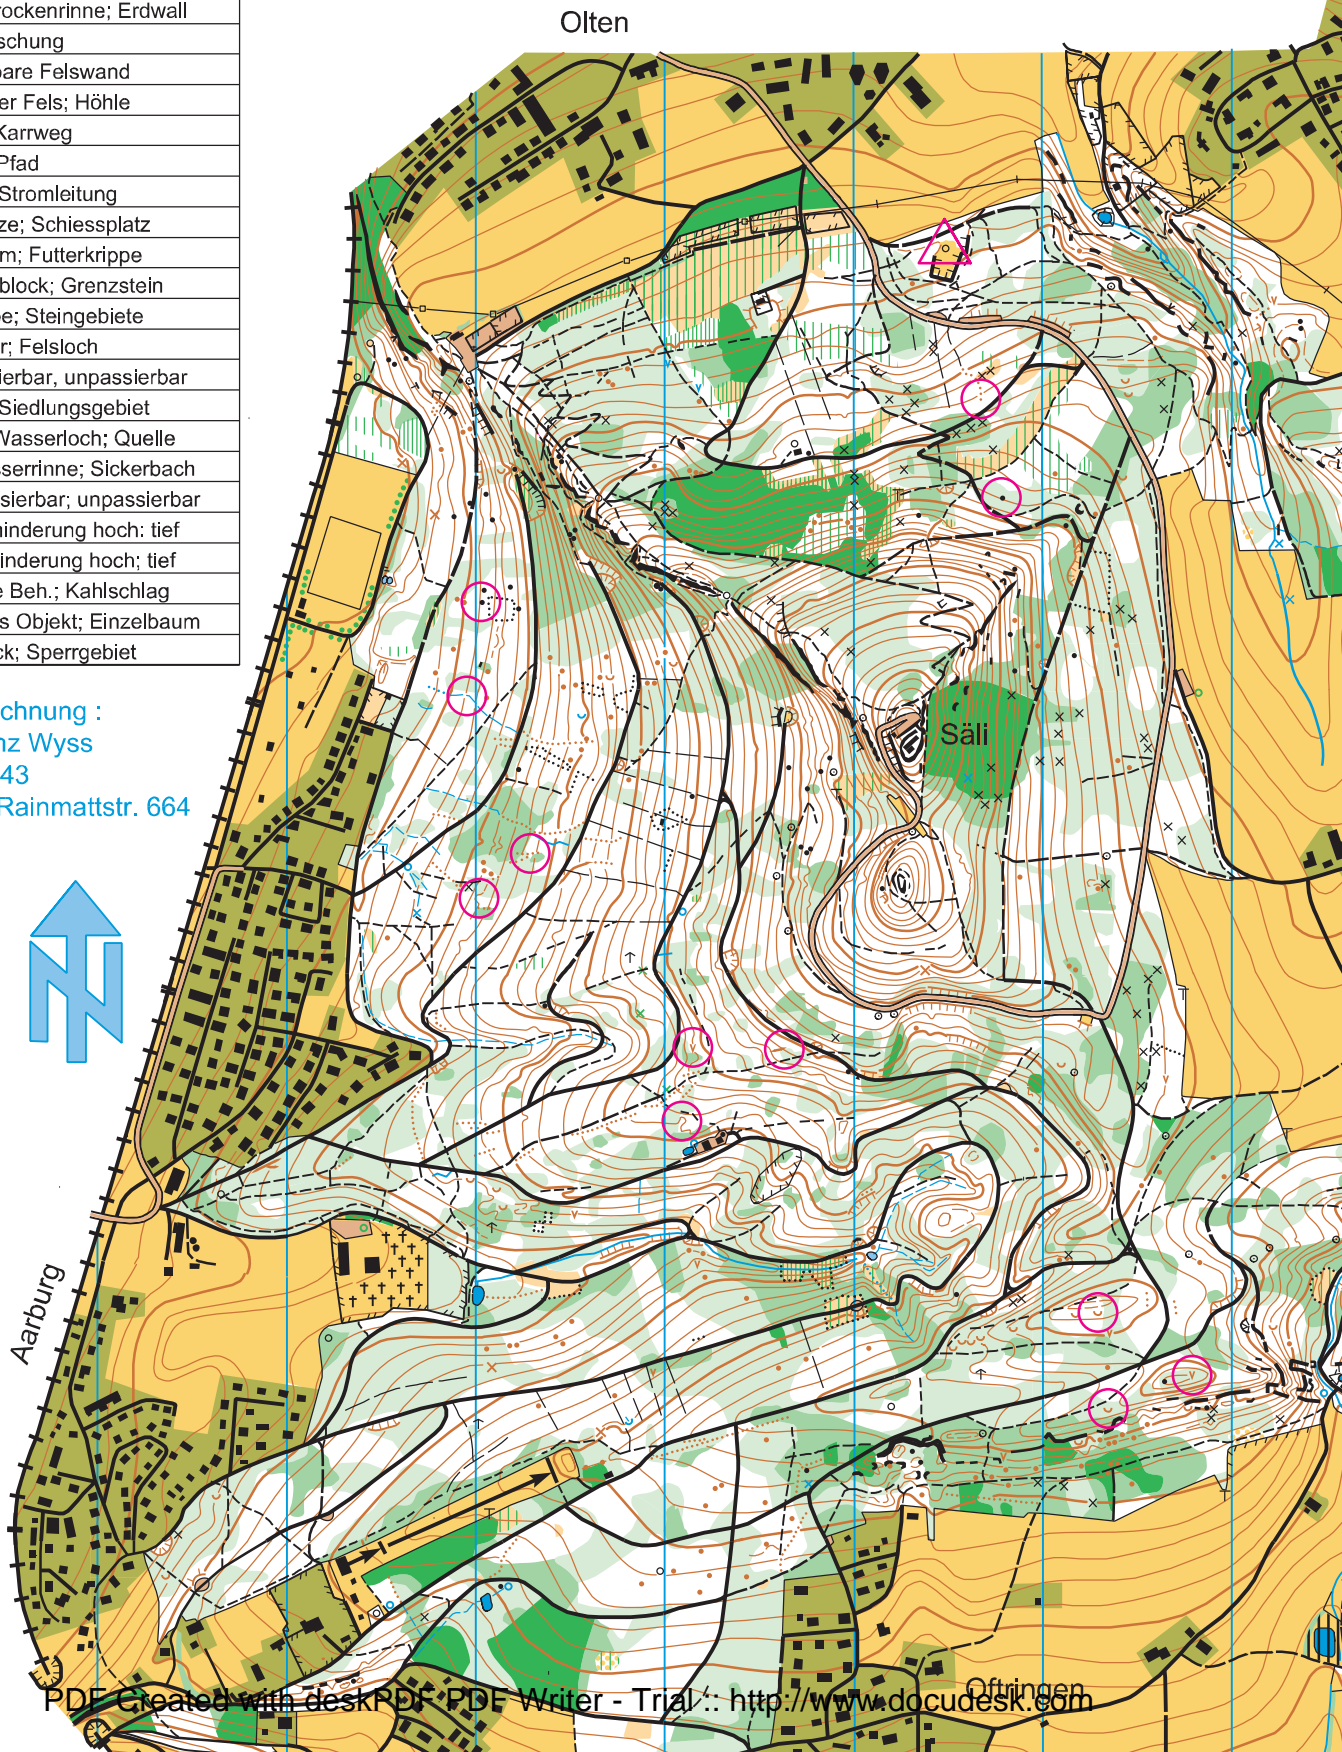 Olten
rockenrinne; Erdwall
schung
bare Felswand
er Fels; Höhle
Karrweg
Pfad
Stromleitung
ze; Schiessplatz
m; Futterkrippe
block; Grenzstein
e; Steingebiete
r; Felsloch
ierbar, unpassierbar
Siedlungsgebiet
Wasserloch; Quelle
sserrinne; Sickerbach
sierbar; unpassierbar
hinderung hoch: tief
inderung hoch; tief
e Beh.; Kahlschlag
s Objekt; Einzelbaum
ck; Sperrgebiet
chnung :
nz Wyss
43
Rainmattstr. 664
Säli
N
Aarburg
Oftringen
PDF Created with deskPDF PDF Writer - Trial :: http://www.docudesk.com